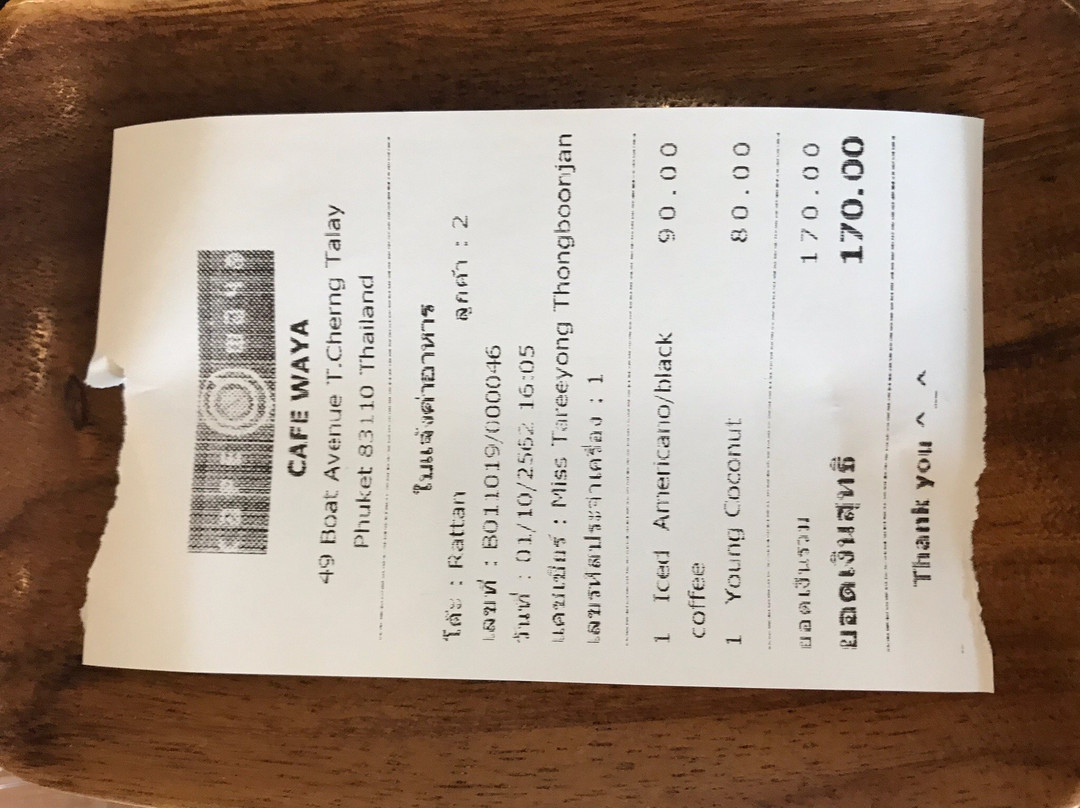 CAFE WAYA
49 Boat Avenue T.Cherng Talay
Phuket 83110 Thailand
ใบแจ้งค่าอาหาร
โต๊ะ : Rattan ลูกค้า : 2
เลขที่ : B011019/000046
วันที่ : 01/10/2562 16:05
แคชเชียร์ : Miss Tareeyong Thongboonjan
เลขรหัสประจำเครื่อง : 1
1 Iced Americano/black 90.00
coffee
1 Young Coconut 80.00
ยอดเงินรวม 170.00
ยอดเงินสุทธิ 170.00
Thank you ^_^